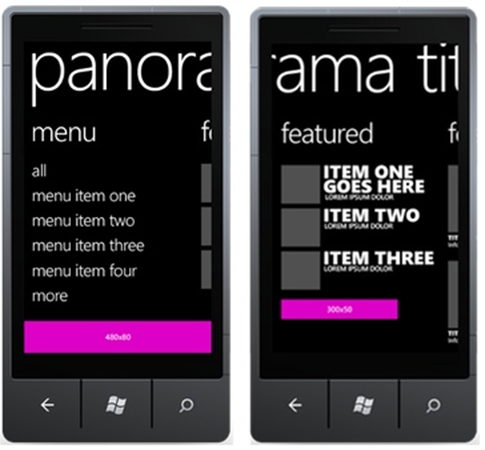 panora
menu
fe
all
menu item one
menu item two
menu item three
menu item four
more
480x80
rama tit
featured
fe
ITEM ONE
GOES HERE
LOREM IPSUM DOLOR
ITEM TWO
LOREM IPSUM DOLOR
ITEM THREE
LOREM IPSUM DOLOR
300x50
TIT
TIT